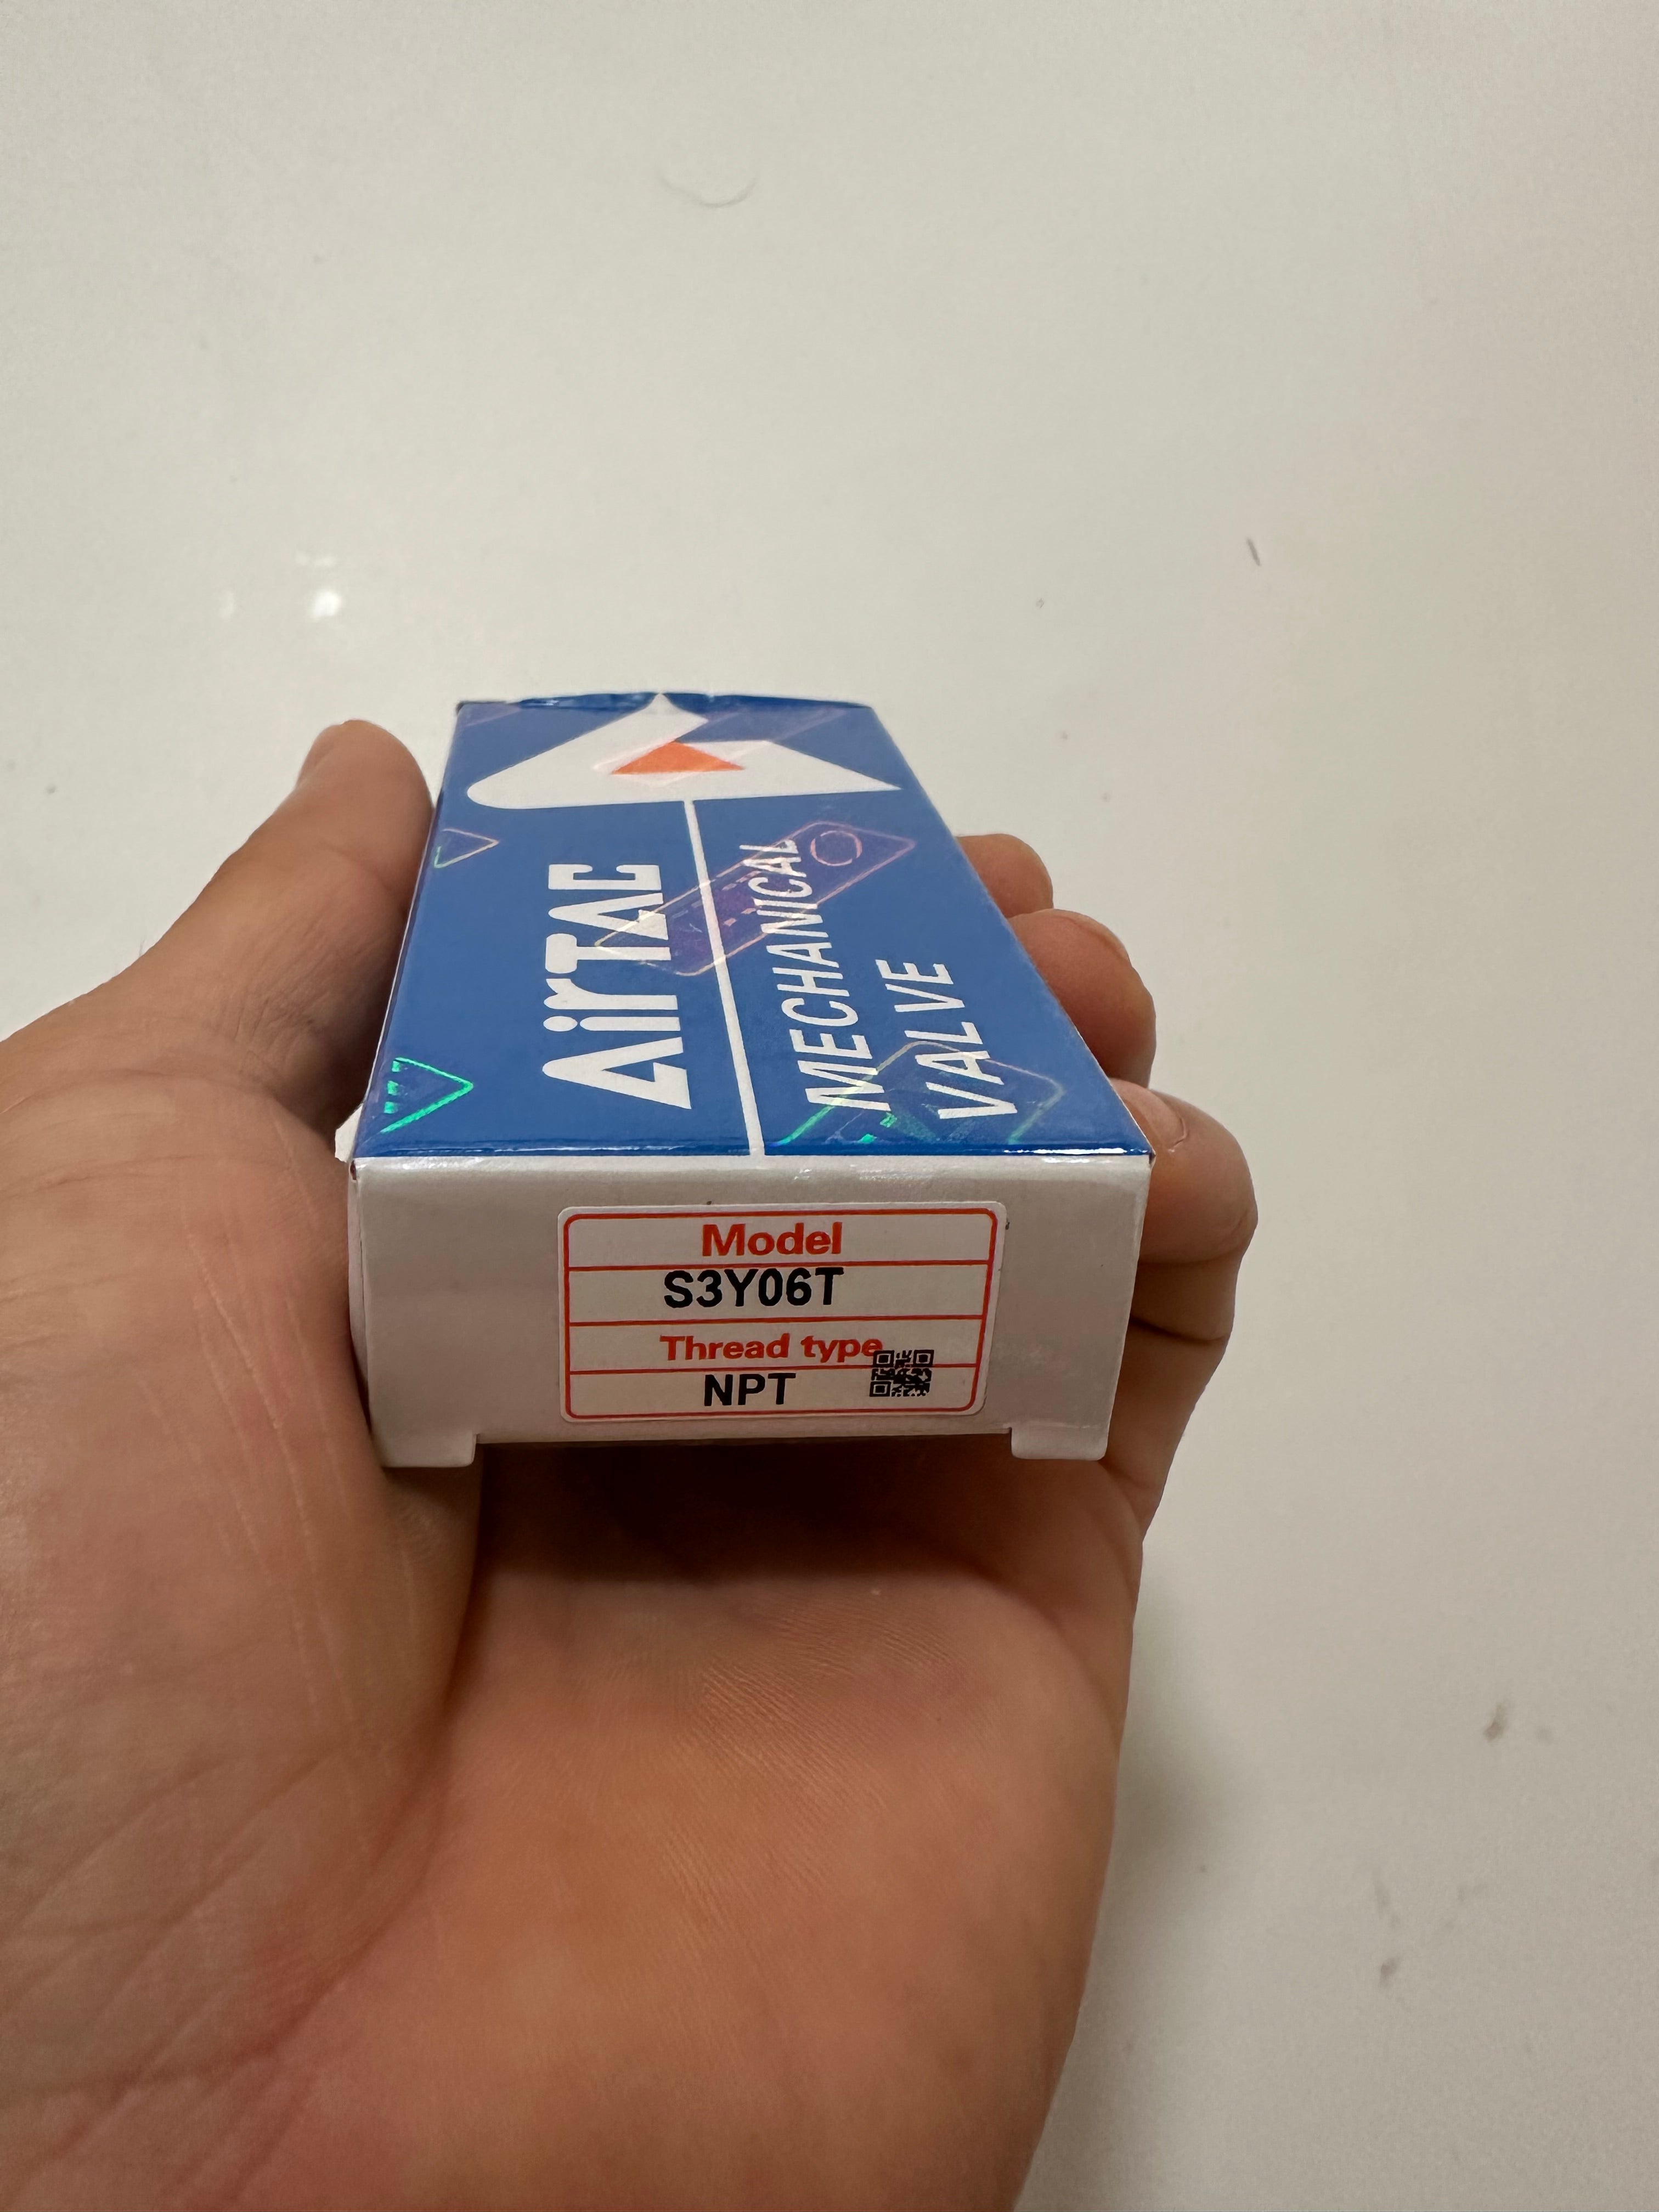 AirTAC
MECHANICAL
VALVE
Model
S3Y06T
Thread type
NPT